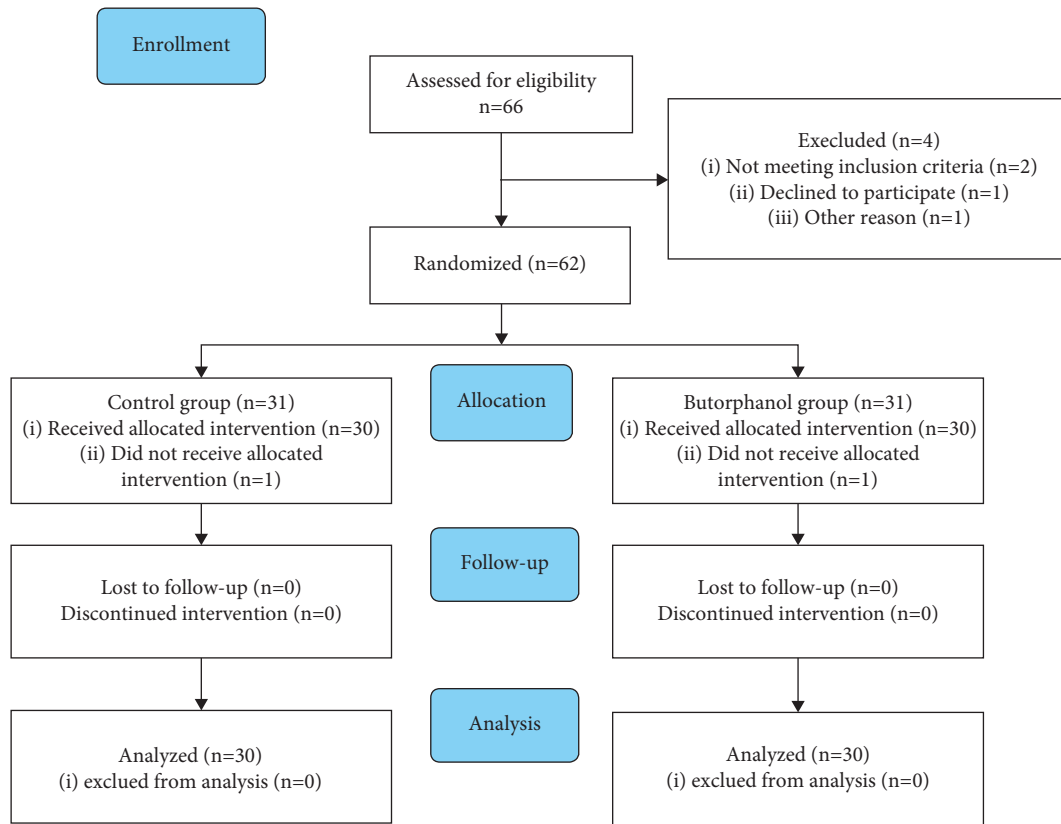 Enrollment
Assessed for eligibility
n=66
Execluded (n=4)
(i) Not meeting inclusion criteria (n=2)
(ii) Declined to participate (n=1)
(iii) Other reason (n=1)
Randomized (n=62)
Allocation
Control group (n=31)
(i) Received allocated intervention (n=30)
(ii) Did not receive allocated
intervention (n=1)
Butorphanol group (n=31)
(i) Received allocated intervention (n=30)
(ii) Did not receive allocated
intervention (n=1)
Follow-up
Lost to follow-up (n=0)
Discontinued intervention (n=0)
Lost to follow-up (n=0)
Discontinued intervention (n=0)
Analysis
Analyzed (n=30)
(i) exclued from analysis (n=0)
Analyzed (n=30)
(i) exclued from analysis (n=0)